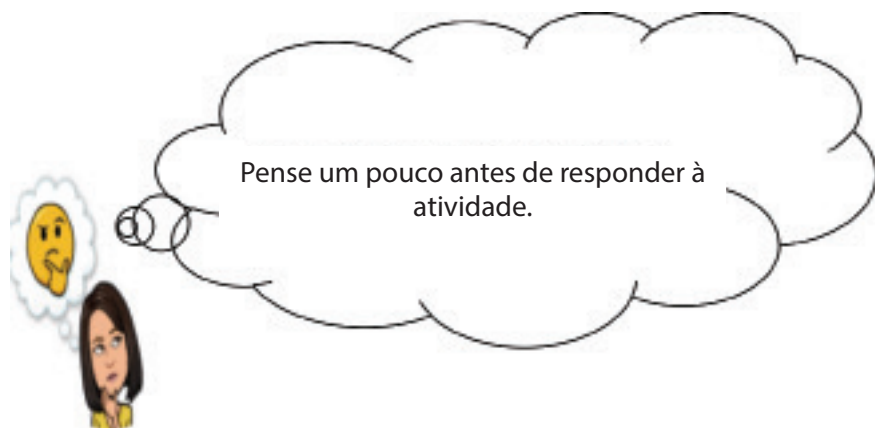 Pense um pouco antes de responder à
atividade.